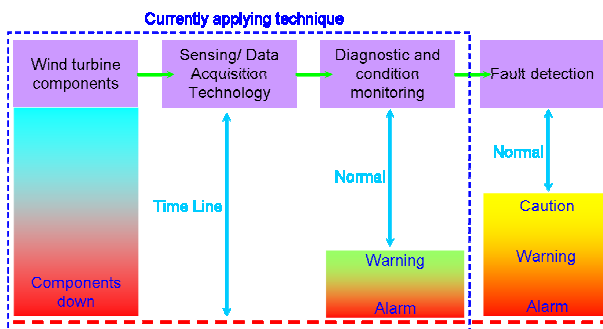 Currently applying technique
Wind turbine
components
Sensing/ Data
Acquisition
Technology
Diagnostic and
condition
monitoring
Fault detection
Time Line
Normal
Normal
Components
down
Warning
Alarm
Caution
Warning
Alarm